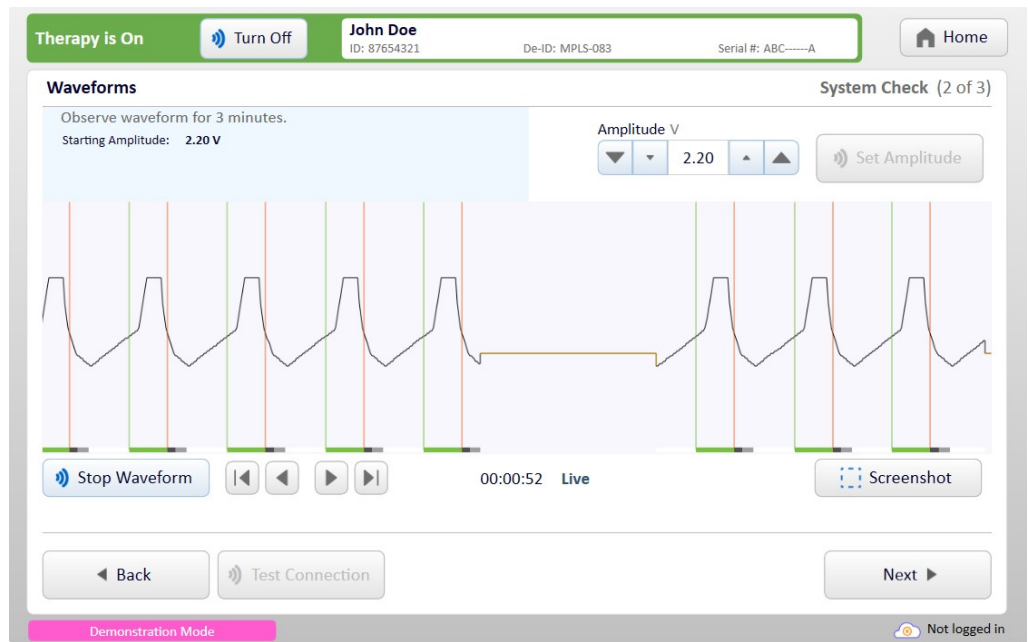 Therapy is On
Turn Off
John Doe
ID: 87654321 De-ID: MPLS-083 Serial #: ABC------A
Home
Waveforms
System Check (2 of 3)
Observe waveform for 3 minutes.
Starting Amplitude: 2.20 V
Amplitude V
2.20
Set Amplitude
Stop Waveform
00:00:52 Live
Screenshot
Back
Test Connection
Next
Demonstration Mode
Not logged in